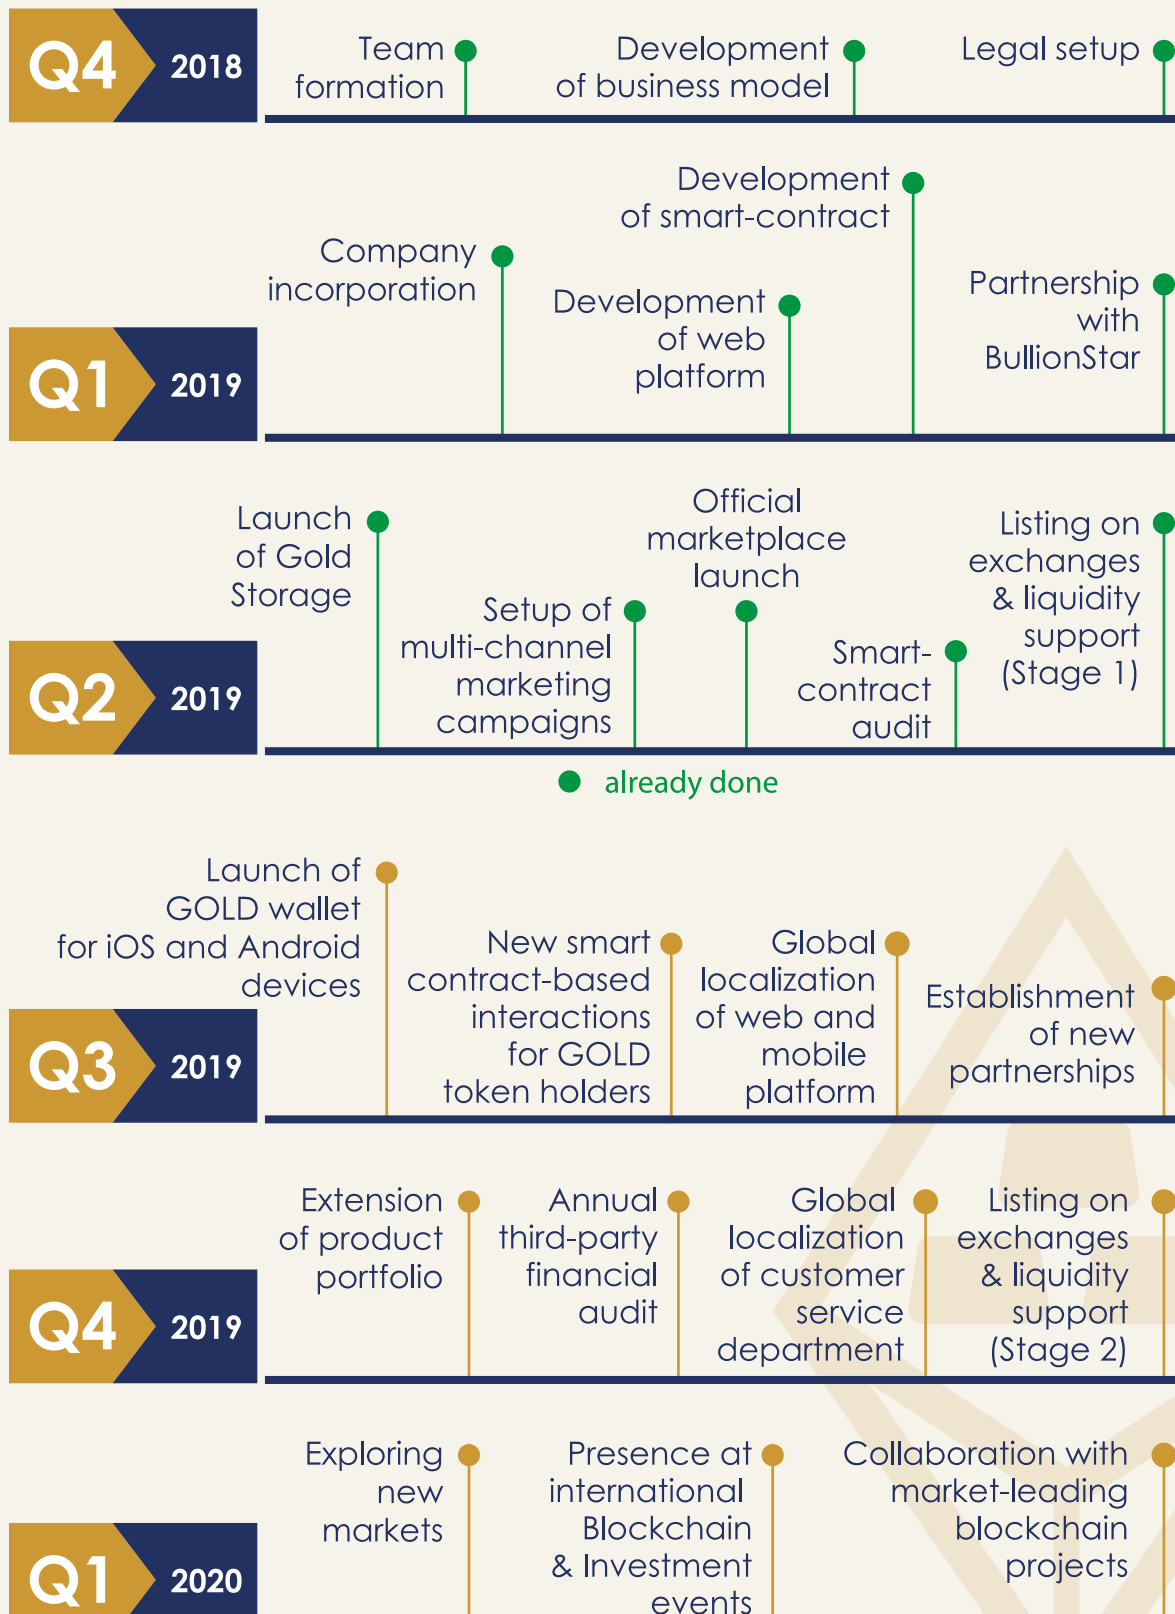 Q4
2018
Team
formation
Development
of business model
Legal setup
Q1
2019
Company
incorporation
Development
of web
platform
Development
of smart-contract
Partnership
with
BullionStar
Q2
2019
Launch
of Gold
Storage
Setup of
multi-channel
marketing
campaigns
Official
marketplace
launch
Smart-
contract
audit
Listing on
exchanges
& liquidity
support
(Stage 1)
already done
Q3
2019
Launch of
GOLD wallet
for iOS and Android
devices
New smart
contract-based
interactions
for GOLD
token holders
Global
localization
of web and
mobile
platform
Establishment
of new
partnerships
Q4
2019
Extension
of product
portfolio
Annual
third-party
financial
audit
Global
localization
of customer
service
department
Listing on
exchanges
& liquidity
support
(Stage 2)
Q1
2020
Exploring
new
markets
Presence at
international
Blockchain
& Investment
events
Collaboration with
market-leading
blockchain
projects